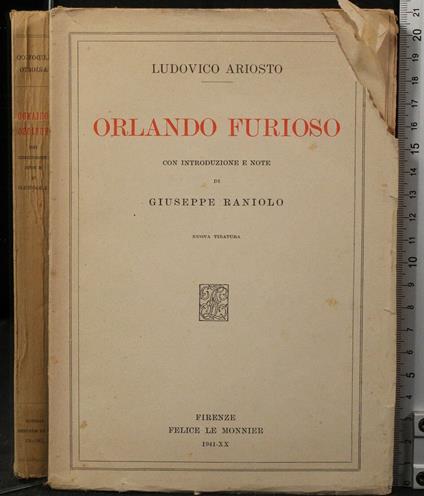 LUDOVICO ARIOSTO
ORLANDO FURIOSO
CON INTRODUZIONE E NOTE
DI
GIUSEPPE RANIOLO
NUOVA TIRATURA
FIRENZE
FELICE LE MONNIER
1941-XX